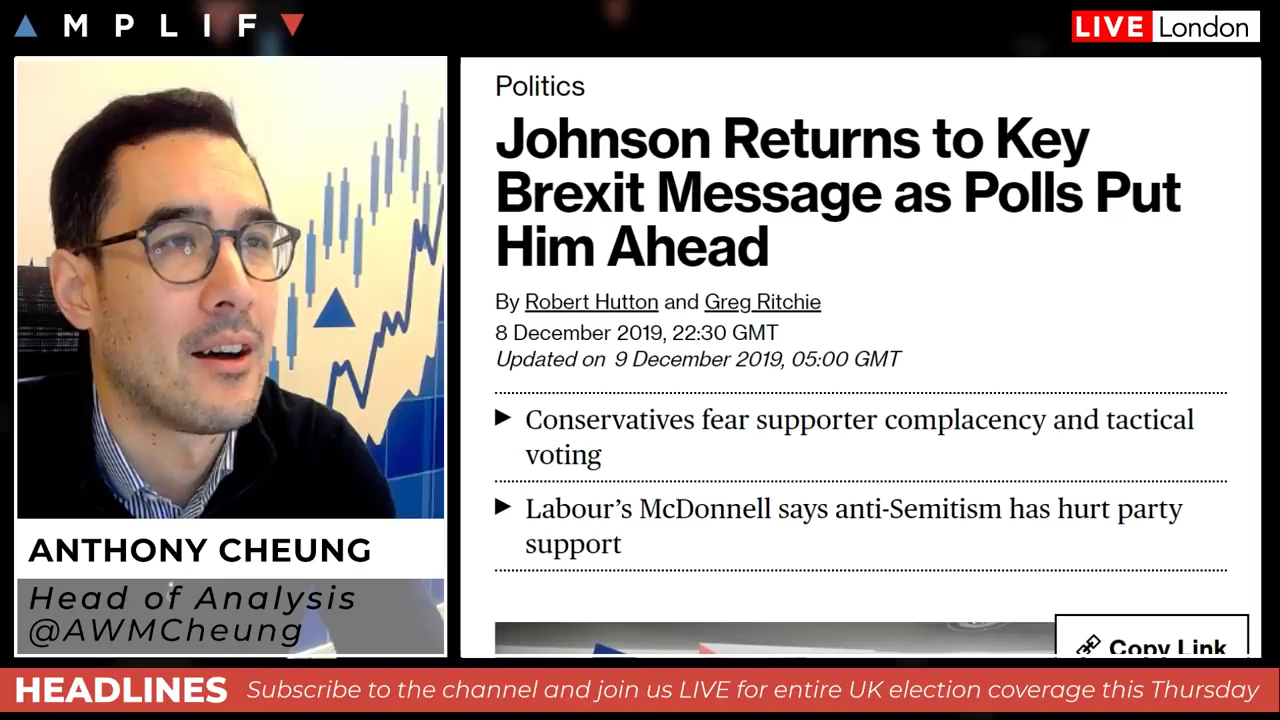 MPLIF
LIVE London
Politics
Johnson Returns to Key
Brexit Message as Polls Put
Him Ahead
By Robert Hutton and Greg Ritchie
8 December 2019, 22:30 GMT
Updated on 9 December 2019, 05:00 GMT
Conservatives fear supporter complacency and tactical
voting
Labour's McDonnell says anti-Semitism has hurt party
support
Copy Link
ANTHONY CHEUNG
Head of Analysis
@AWMCheung
HEADLINES Subscribe to the channel and join us LIVE for entire UK election coverage this Thursday